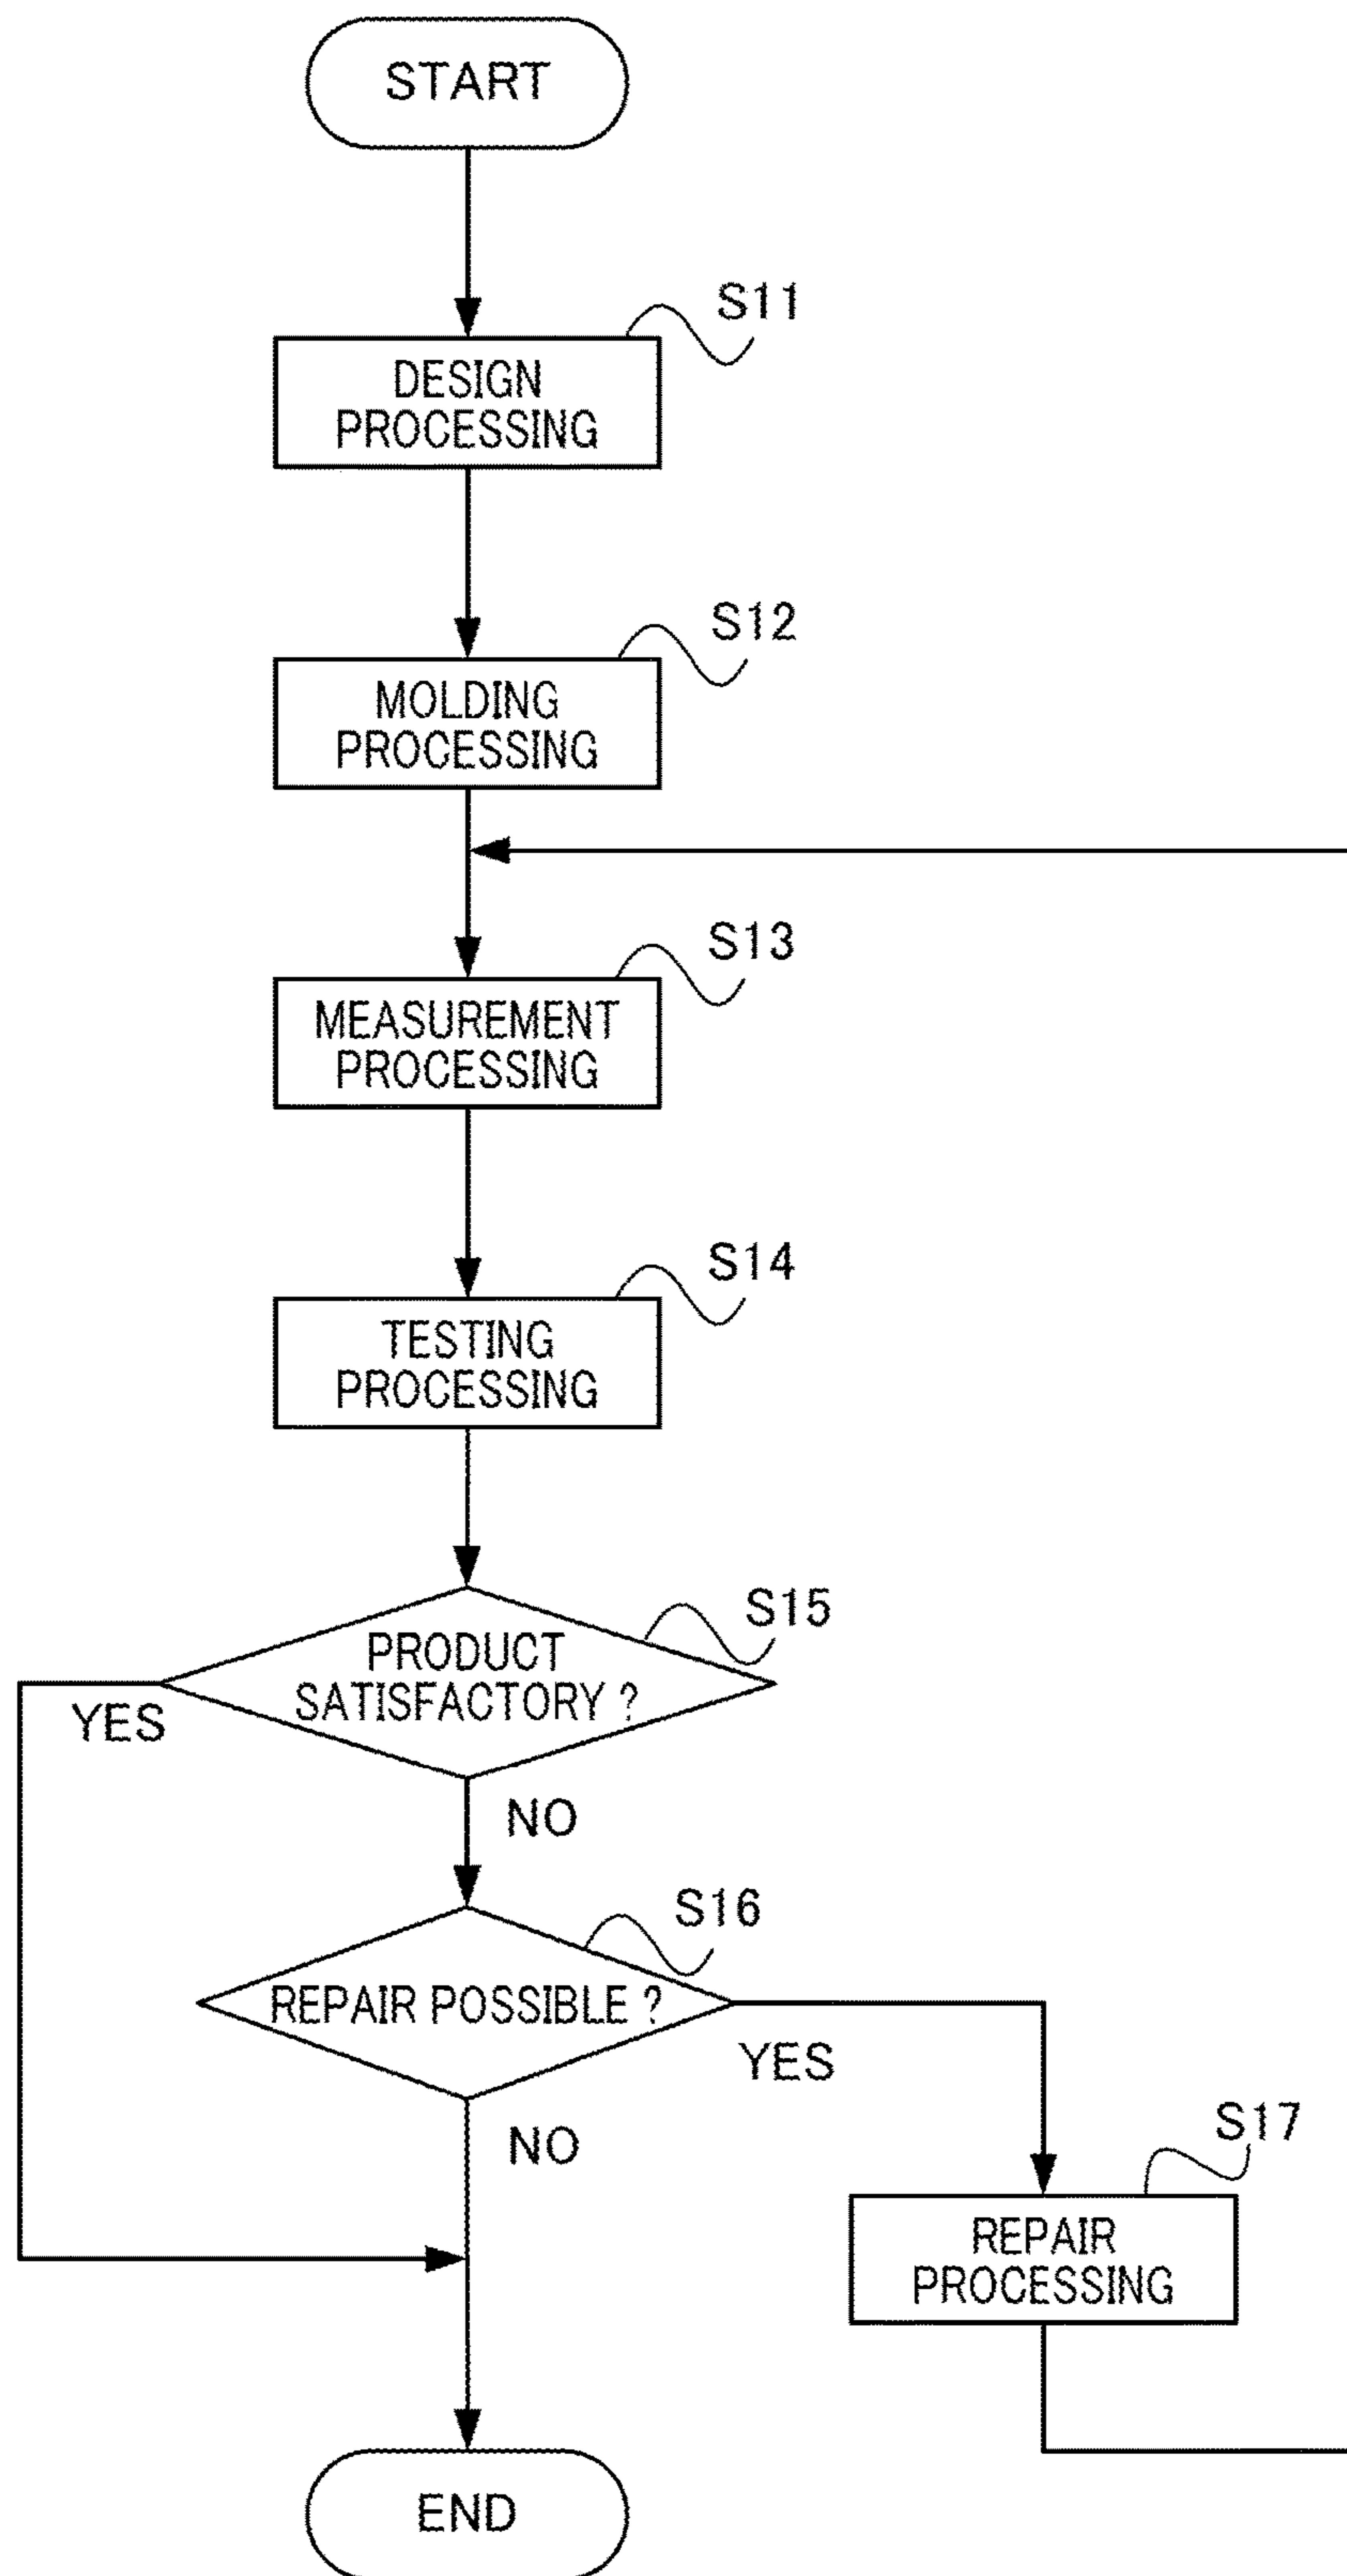 START
S11
DESIGN
PROCESSING
S12
MOLDING
PROCESSING
S13
MEASUREMENT
PROCESSING
S14
TESTING
PROCESSING
S15
PRODUCT
SATISFACTORY ?
YES
NO
S16
REPAIR POSSIBLE ?
YES
NO
S17
REPAIR
PROCESSING
END